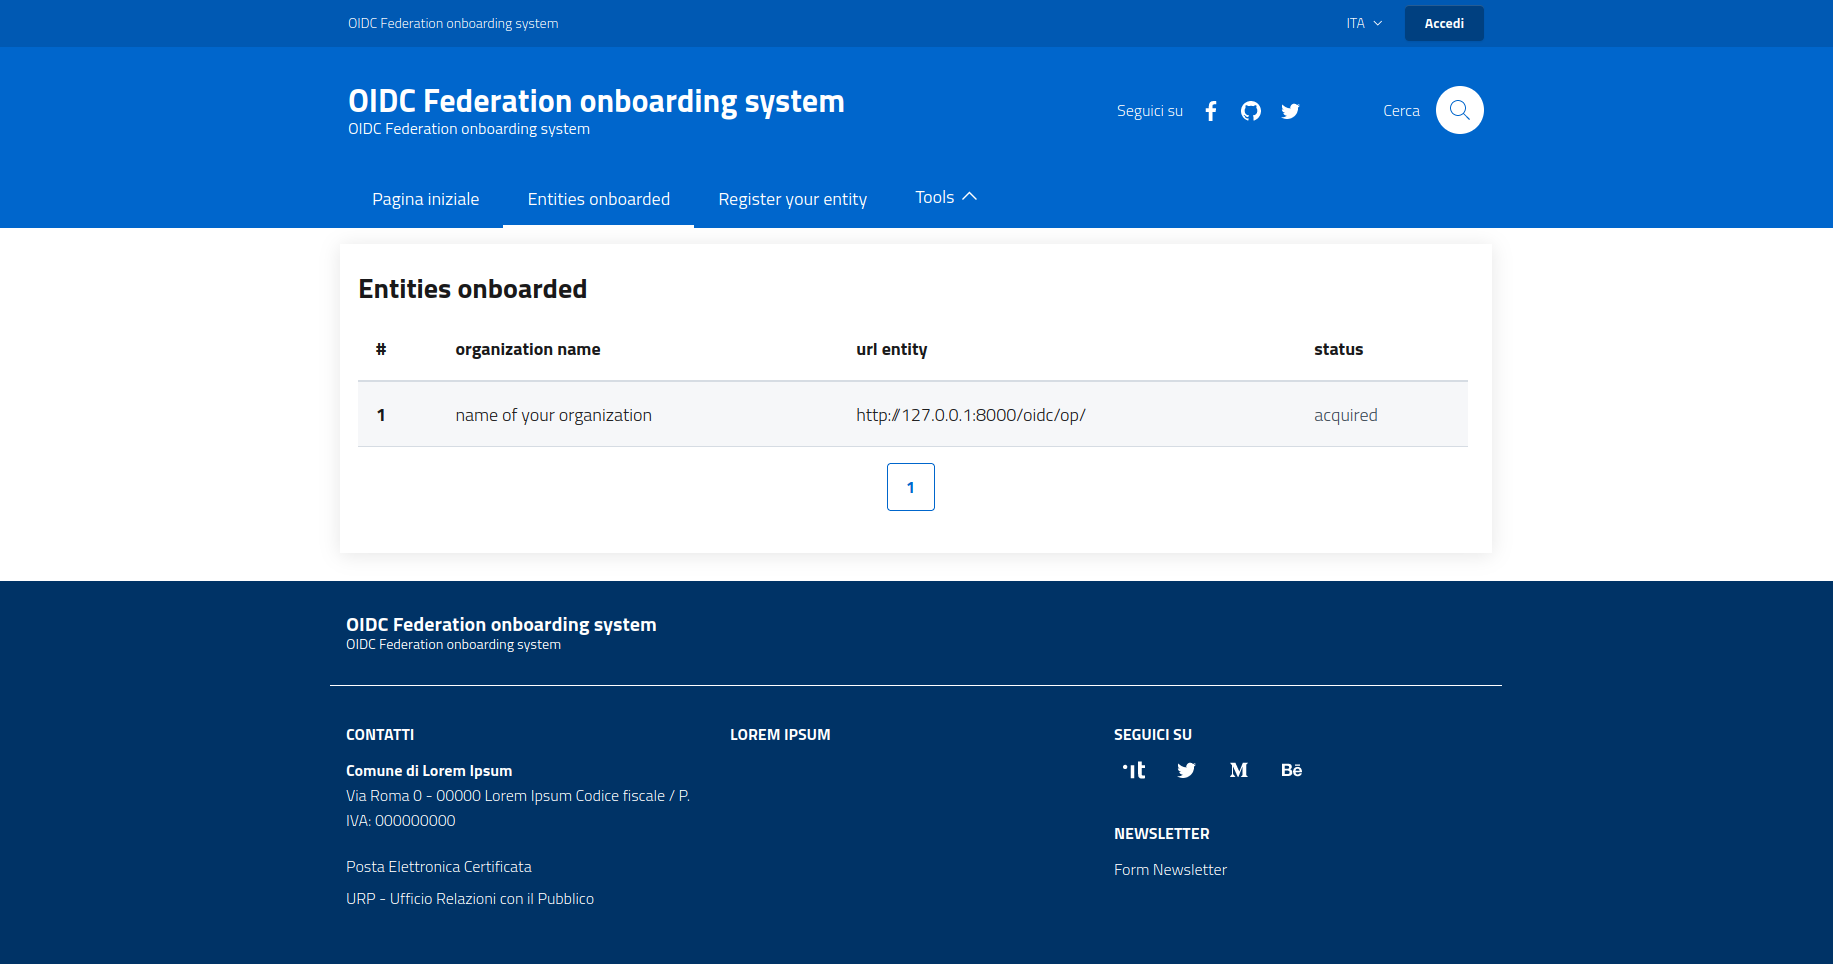 OIDC Federation onboarding system
ITA
Accedi
OIDC Federation onboarding system
OIDC Federation onboarding system
Seguici su
Cerca
Pagina iniziale
Entities onboarded
Register your entity
Tools
Entities onboarded
# organization name url entity status
1 name of your organization http://127.0.0.1:8000/oidc/op/ acquired
1
OIDC Federation onboarding system
OIDC Federation onboarding system
CONTATTI
Comune di Lorem Ipsum
Via Roma 0 - 00000 Lorem Ipsum Codice fiscale / P.
IVA: 000000000
Posta Elettronica Certificata
URP - Ufficio Relazioni con il Pubblico
LOREM IPSUM
SEGUICI SU
it
M
Bē
NEWSLETTER
Form Newsletter